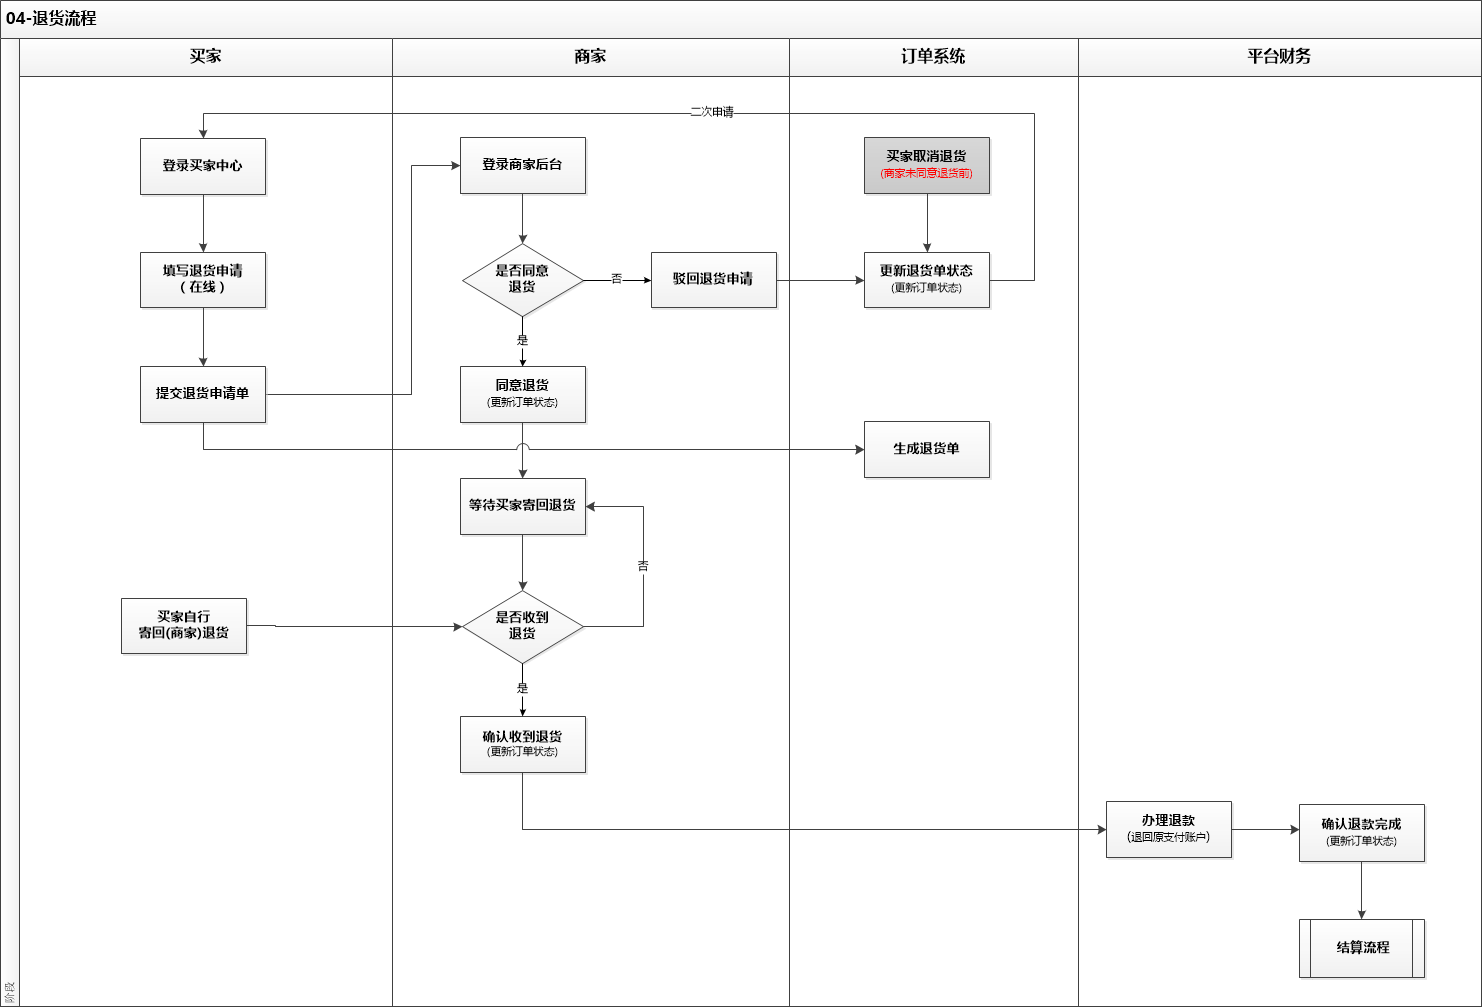 04-退货流程
买家
商家
订单系统
平台财务
二次申请
登录买家中心
登录商家后台
买家取消退货
(商家未同意退货前)
填写退货申请
（在线）
是否同意
退货
否
驳回退货申请
更新退货单状态
(更新订单状态)
是
提交退货申请单
同意退货
(更新订单状态)
生成退货单
等待买家寄回退货
否
买家自行
寄回(商家)退货
是否收到
退货
是
确认收到退货
(更新订单状态)
办理退款
(退回原支付账户)
确认退款完成
(更新订单状态)
结算流程
阶段